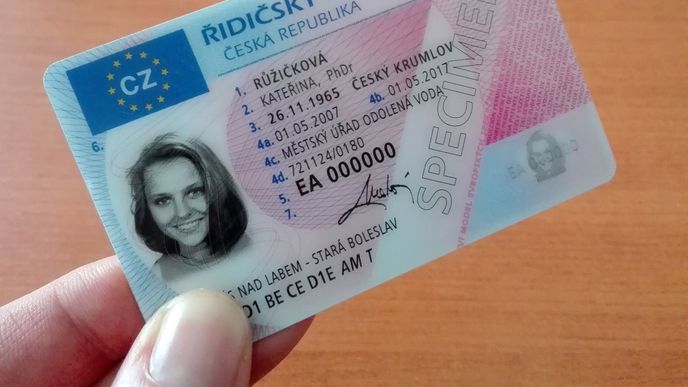 ŘIDIČSKÝ
ČESKÁ REPUBLIKA
CZ
1. RŮŽIČKOVÁ
2. KATEŘINA, PhDr
3. 26.11.1965 ČESKÝ KRUMLOV
4a. 01.05.2007 4b. 01.05.2017
4c. MĚSTSKÝ ÚŘAD ODOLENÁ VODA
4d. 721124/0180
5. EA 000000
6.
7.
NAD LABEM - STARÁ BOLESLAV
D1 BE CE D1E AM T
SPECIMEN